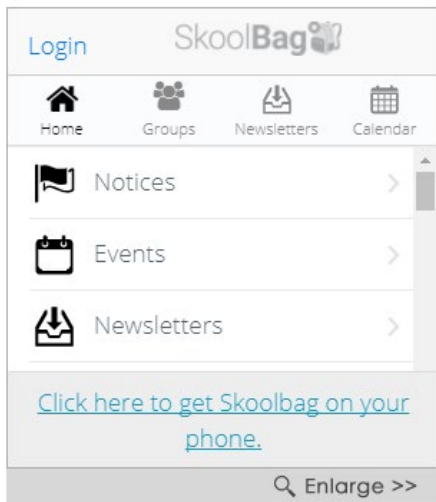 Login
SkoolBag
Home
Groups
Newsletters
Calendar
Notices
Events
Newsletters
Click here to get Skoolbag on your
phone.
Enlarge >>